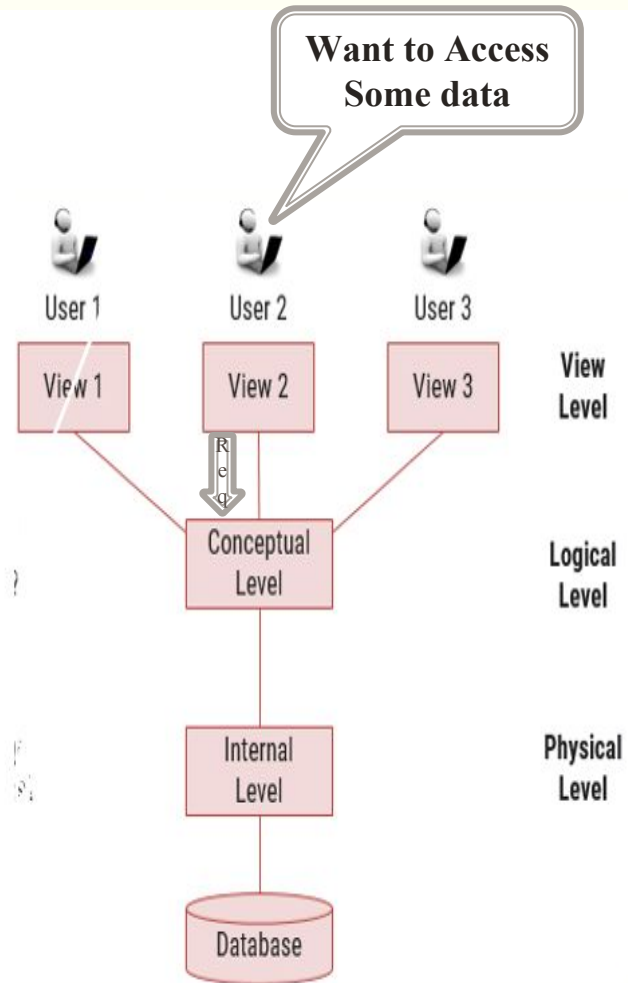 Want to Access
Some data
User 1
User 2
User 3
View 1
View 2
View 3
View
Level
R
e
q
Conceptual
Level
Logical
Level
?
Internal
Level
Physical
Level
Database